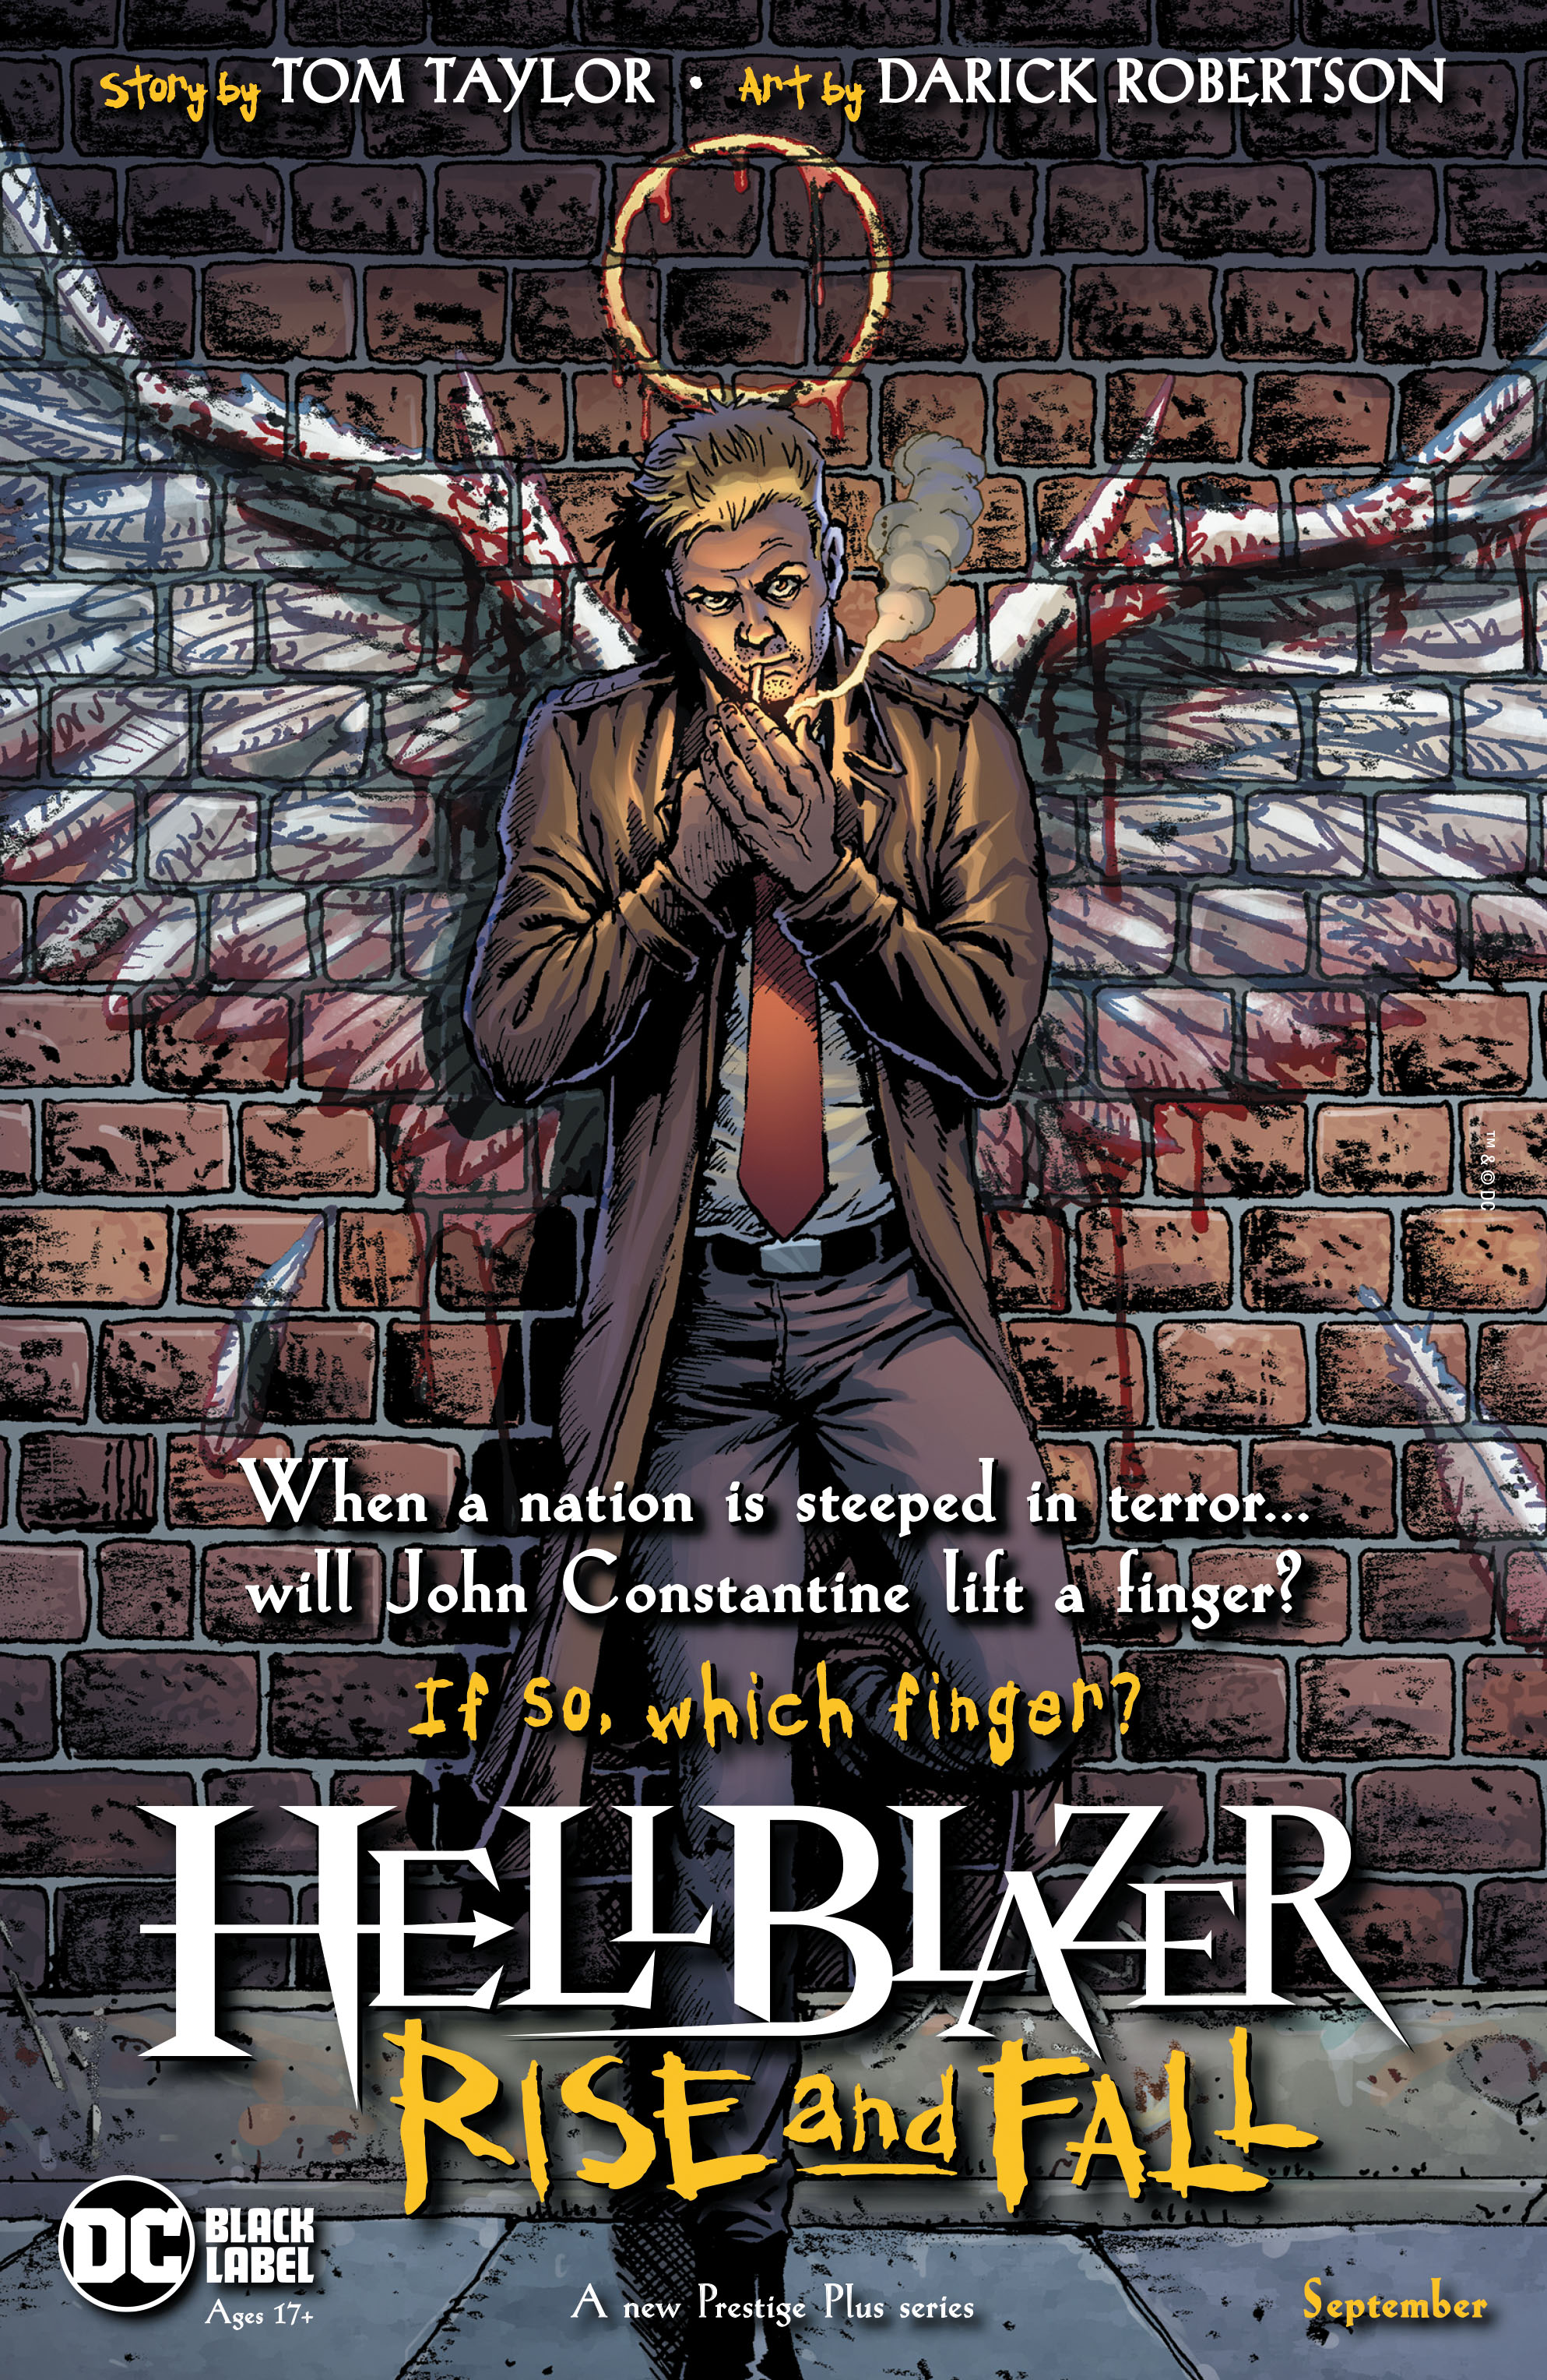 Story by TOM TAYLOR • Art by DARICK ROBERTSON
TM & © DC
When a nation is steeped in terror...
will John Constantine lift a finger?
If so, which finger?
HELLBLAZER
RISE and FALL
DC BLACK LABEL
Ages 17+
A new Prestige Plus series
September